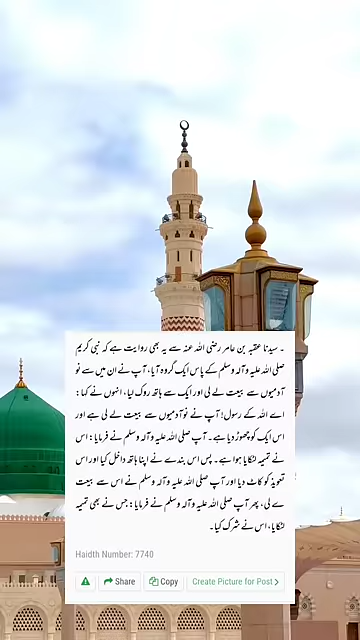 ۔ سیدنا عقبہ بن عامر رضی اللہ عنہ سے یہ بھی روایت ہے کہ نبی کریم
صلی اللہ علیہ وآلہ وسلم کے پاس ایک گروہ آیا، آپ نے ان میں سے نو
آدمیوں سے بیعت لے لی اور ایک سے ہاتھ روک لیا، انہوں نے کہا:
اے اللہ کے رسول! آپ نے نو آدمیوں سے بیعت لے لی ہے اور
اس ایک کو چھوڑ دیا ہے۔ آپ صلی اللہ علیہ وآلہ وسلم نے فرمایا: اس
نے تمیمہ لٹکایا ہوا ہے۔ پس اس بندے نے اپنا ہاتھ داخل کیا اور اس
تعویذ کو کاٹ دیا اور آپ صلی اللہ علیہ وآلہ وسلم نے اس سے بیعت
لے لی، پھر آپ صلی اللہ علیہ وآلہ وسلم نے فرمایا: جس نے بھی تمیمہ
لٹکایا، اس نے شرک کیا۔
Haidth Number: 7740
Share Copy Create Picture for Post